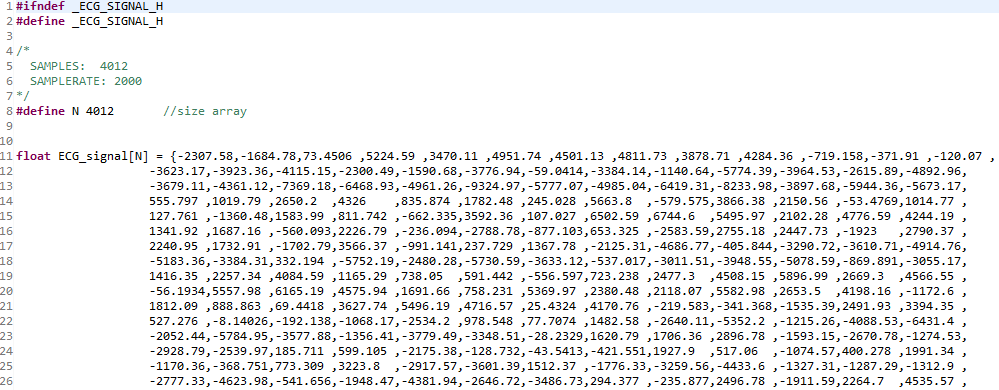 1 #ifndef _ECG_SIGNAL_H
2 #define _ECG_SIGNAL_H
3
4 /*
5 SAMPLES: 4012
6 SAMPLERATE: 2000
7 */
8 #define N 4012 //size array
9
10
11 float ECG_signal[N] = {-2307.58,-1684.78,73.4506 ,5224.59 ,3470.11 ,4951.74 ,4501.13 ,4811.73 ,3878.71 ,4284.36 ,-719.158,-371.91 ,-120.07 ,
12 -3623.17,-3923.36,-4115.15,-2300.49,-1590.68,-3776.94,-59.0414,-3384.14,-1140.64,-5774.39,-3964.53,-2615.89,-4892.96,
13 -3679.11,-4361.12,-7369.18,-6468.93,-4961.26,-9324.97,-5777.07,-4985.04,-6419.31,-8233.98,-3897.68,-5944.36,-5673.17,
14 555.797 ,1019.79 ,2650.2 ,4326 ,835.874 ,1782.48 ,245.028 ,5663.8 ,-579.575,3866.38 ,2150.56 ,-53.4769,1014.77 ,
15 127.761 ,-1360.48,1583.99 ,811.742 ,-662.335,3592.36 ,107.027 ,6502.59 ,6744.6 ,5495.97 ,2102.28 ,4776.59 ,4244.19 ,
16 1341.92 ,1687.16 ,-560.093,2226.79 ,-236.094,-2788.78,-877.103,653.325 ,-2583.59,2755.18 ,2447.73 ,-1923 ,2790.37 ,
17 2240.95 ,1732.91 ,-1702.79,3566.37 ,-991.141,237.729 ,1367.78 ,-2125.31,-4686.77,-405.844,-3290.72,-3610.71,-4914.76,
18 -5183.36,-3384.31,332.194 ,-5752.19,-2480.28,-5730.59,-3633.12,-537.017,-3011.51,-3948.55,-5078.59,-869.891,-3055.17,
19 1416.35 ,2257.34 ,4084.59 ,1165.29 ,738.05 ,591.442 ,-556.597,723.238 ,2477.3 ,4508.15 ,5896.99 ,2669.3 ,4566.55 ,
20 -56.1934,5557.98 ,6165.19 ,4575.94 ,1691.66 ,758.231 ,5369.97 ,2380.48 ,2118.07 ,5582.98 ,2653.5 ,4198.16 ,-1172.6 ,
21 1812.09 ,888.863 ,69.4418 ,3627.74 ,5496.19 ,4716.57 ,25.4324 ,4170.76 ,-219.583,-341.368,-1535.39,2491.93 ,3394.35 ,
22 527.276 ,-8.14026,-192.138,-1068.17,-2534.2 ,978.548 ,77.7074 ,1482.58 ,-2640.11,-5352.2 ,-1215.26,-4088.53,-6431.4 ,
23 -2052.44,-5784.95,-3577.88,-1356.41,-3779.49,-3348.51,-28.2329,1620.79 ,1706.36 ,2896.78 ,-1593.15,-2670.78,-1274.53,
24 -2928.79,-2539.97,185.711 ,599.105 ,-2175.38,-128.732,-43.5413,-421.551,1927.9 ,517.06 ,-1074.57,400.278 ,1991.34 ,
25 -1170.36,-368.751,773.309 ,3223.8 ,-2917.57,-3601.39,1512.37 ,-1776.33,-3259.56,-4433.6 ,-1327.31,-1287.29,-1312.9 ,
26 -2777.33,-4623.98,-541.656,-1948.47,-4381.94,-2646.72,-3486.73,294.377 ,-235.877,2496.78 ,-1911.59,2264.7 ,4535.57 ,